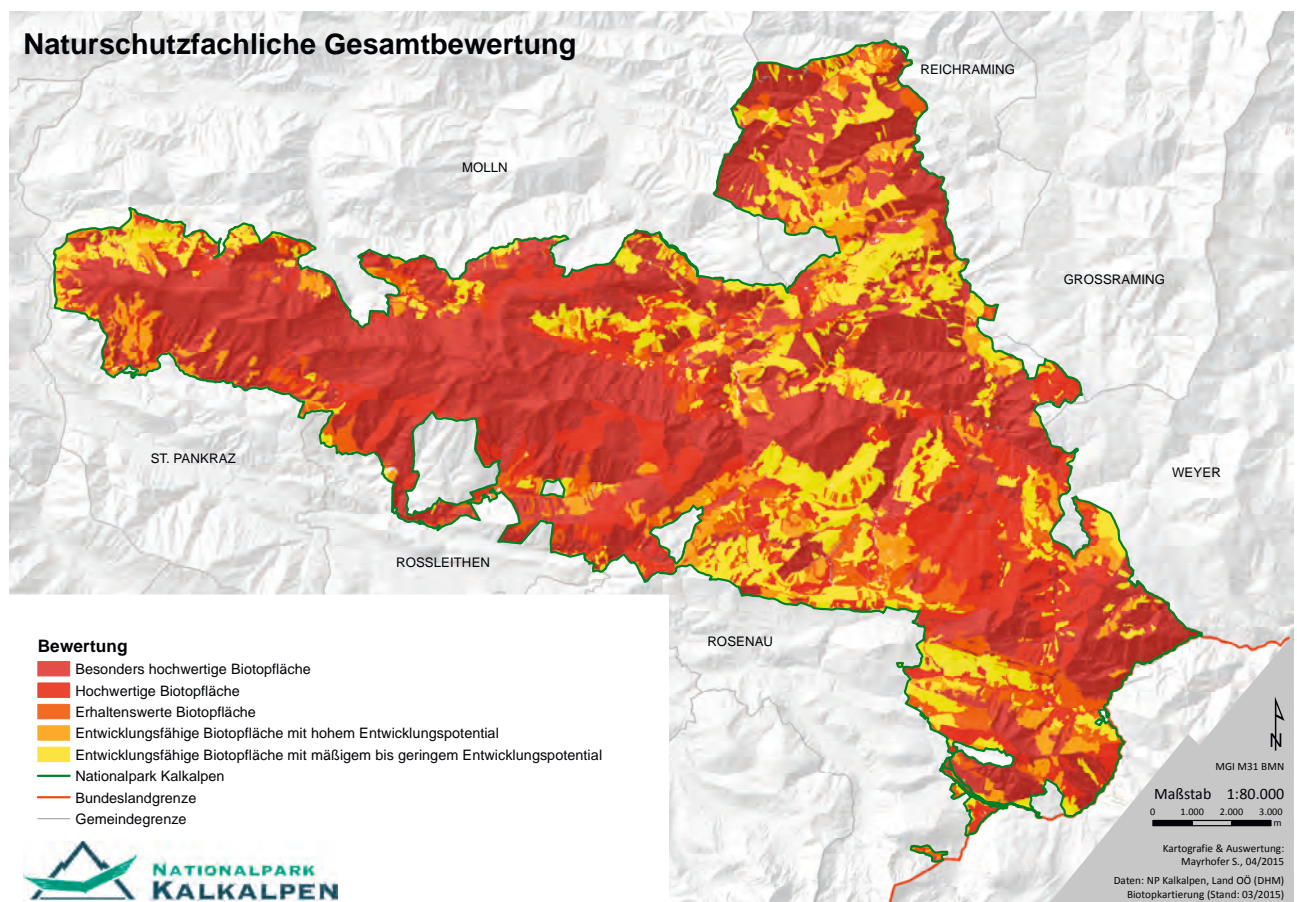 Naturschutzfachliche Gesamtbewertung
REICHRAMING
MOLLN
GROSSRAMING
ST. PANKRAZ
WEYER
ROSSLEITHEN
ROSENAU
Bewertung
Besonders hochwertige Biotopfläche
Hochwertige Biotopfläche
Erhaltenswerte Biotopfläche
Entwicklungsfähige Biotopfläche mit hohem Entwicklungspotential
Entwicklungsfähige Biotopfläche mit mäßigem bis geringem Entwicklungspotential
Nationalpark Kalkalpen
Bundeslandgrenze
Gemeindegrenze
NATIONALPARK
KALKALPEN
N
MGI M31 BMN
Maßstab 1:80.000
0 1.000 2.000 3.000
m
Kartografie & Auswertung:
Mayrhofer S., 04/2015
Daten: NP Kalkalpen, Land OÖ (DHM)
Biotopkartierung (Stand: 03/2015)